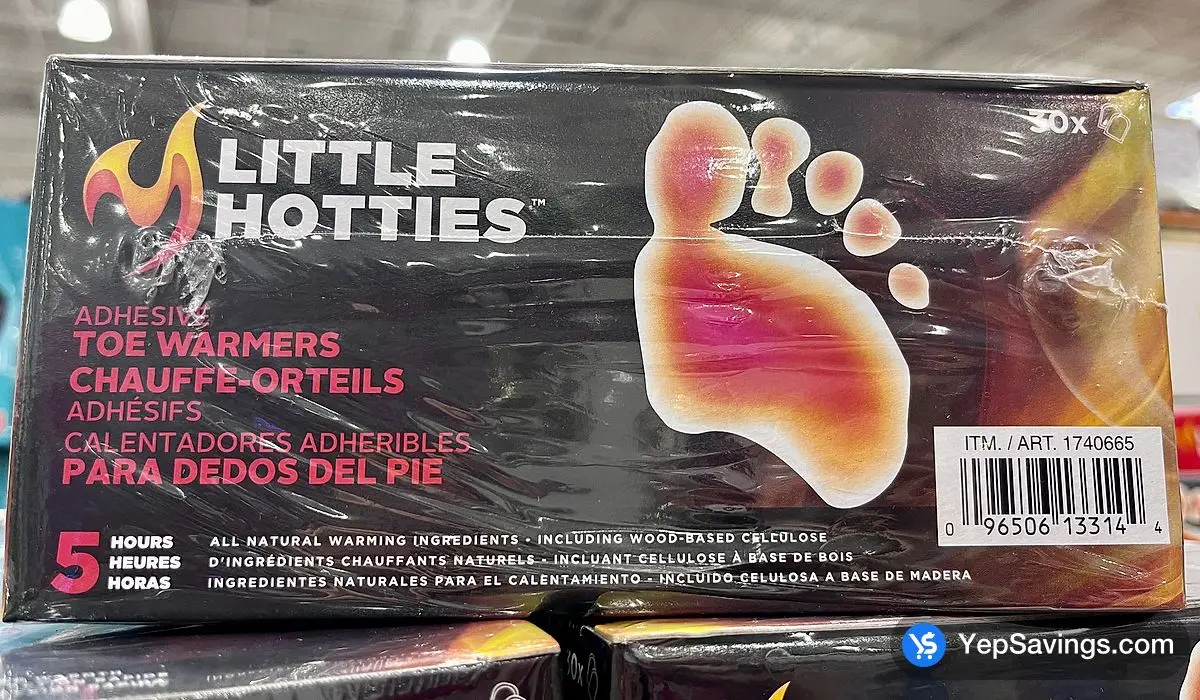 LITTLE
HOTTIES™
30x
ADHESIVE
TOE WARMERS
CHAUFFE-ORTEILS
ADHÉSIFS
CALENTADORES ADHERIBLES
PARA DEDOS DEL PIE
ITM. / ART. 1740665
0 96506 13314 4
5 HOURS
HEURES
HORAS
ALL NATURAL WARMING INGREDIENTS - INCLUDING WOOD-BASED CELLULOSE
D'INGRÉDIENTS CHAUFFANTS NATURELS - INCLUANT CELLULOSE À BASE DE BOIS
INGREDIENTES NATURALES PARA EL CALENTAMIENTO - INCLUIDO CELULOSA A BASE DE MADERA
30x
YepSavings.com